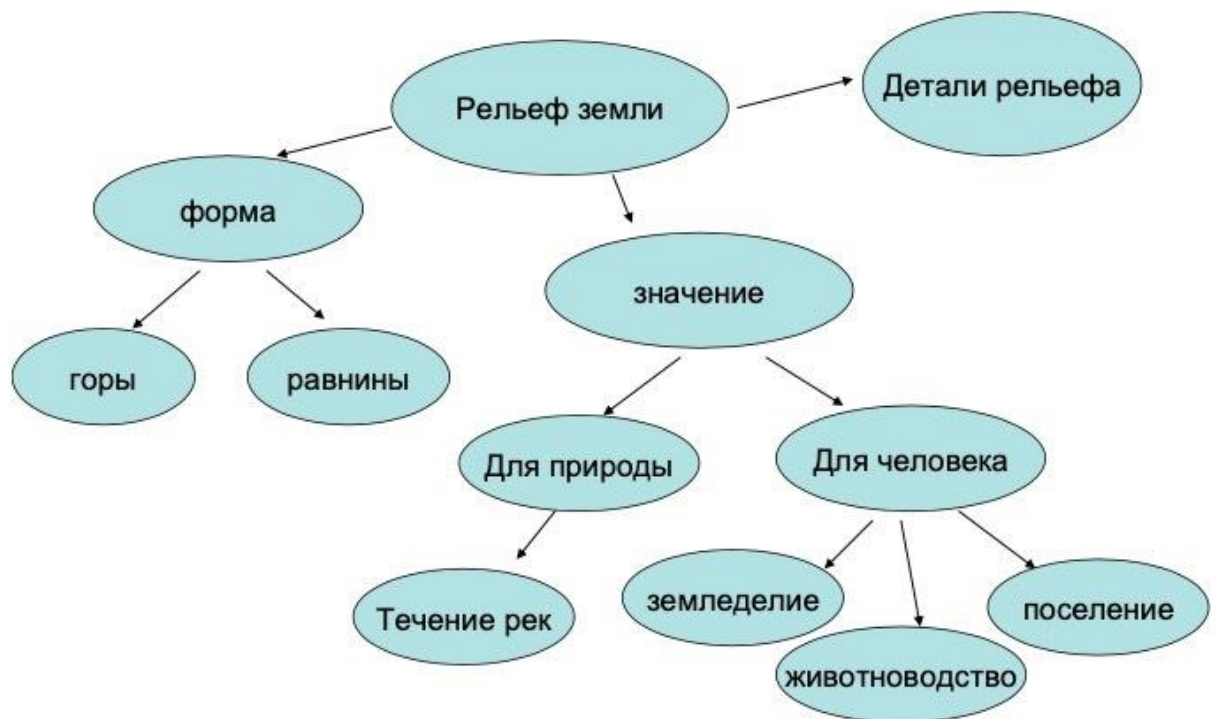 Рельеф земли
Детали рельефа
форма
значение
горы
равнины
Для природы
Для человека
Течение рек
земледелие
животноводство
поселение